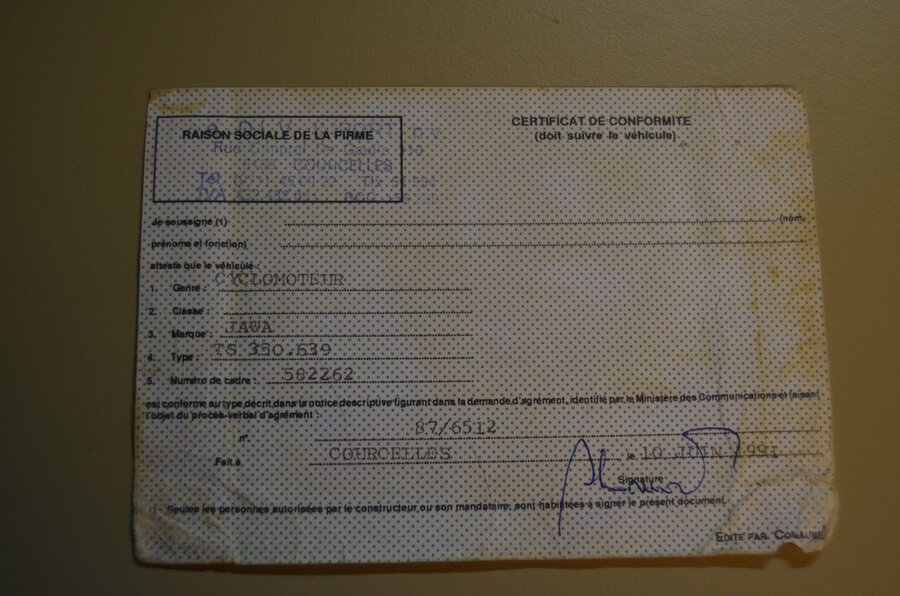 RAISON SOCIALE DE LA FIRME
COURCELLES
Tél.
TVA
CERTIFICAT DE CONFORMITE
(doit suivre le véhicule)
Je soussigné (1) (nom,
prénoms et fonction)
atteste que le véhicule :
1. Genre : CYCLOMOTEUR
2. Classe :
3. Marque : JAWA
4. Type : TS 350.639
5. Numéro de cadre : 582262
est conforme au type décrit dans la notice descriptive figurant dans la demande d'agrément, identifié par le Ministère des Communications et faisant
l'objet du procès-verbal d'agrément :
n°. 87/6512
Fait à COURCELLES, le 10 JUIN 1991
Signature
Seules les personnes autorisées par le constructeur ou son mandataire, sont habilitées à signer le présent document.
EDITE PAR